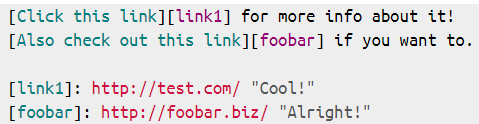 [Click this link][link1] for more info about it!
[Also check out this link][foobar] if you want to.
[link1]: http://test.com/ "Cool!"
[foobar]: http://foobar.biz/ "Alright!"